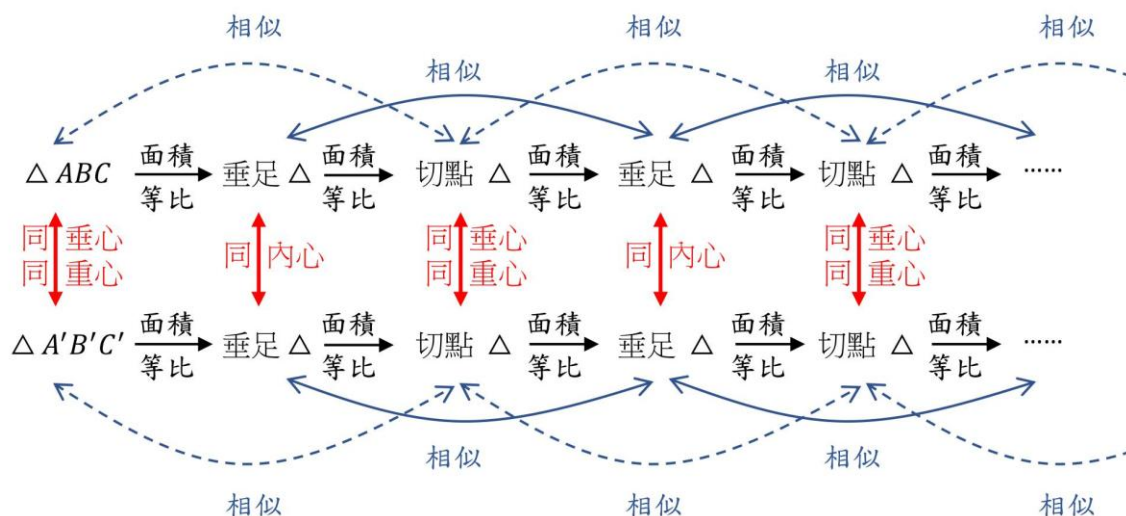 相似 相似 相似
相似 相似
面積 面積 面積 面積 面積
△ ABC 垂足 △ 切點 △ 垂足 △ 切點 △ ……
等比 等比 等比 等比 等比
同 垂心 同 內心 同 垂心 同 內心 同 垂心
同 重心 同 重心 同 重心
面積 面積 面積 面積 面積
△ A′B′C′ 垂足 △ 切點 △ 垂足 △ 切點 △ ……
等比 等比 等比 等比 等比
相似 相似
相似 相似 相似